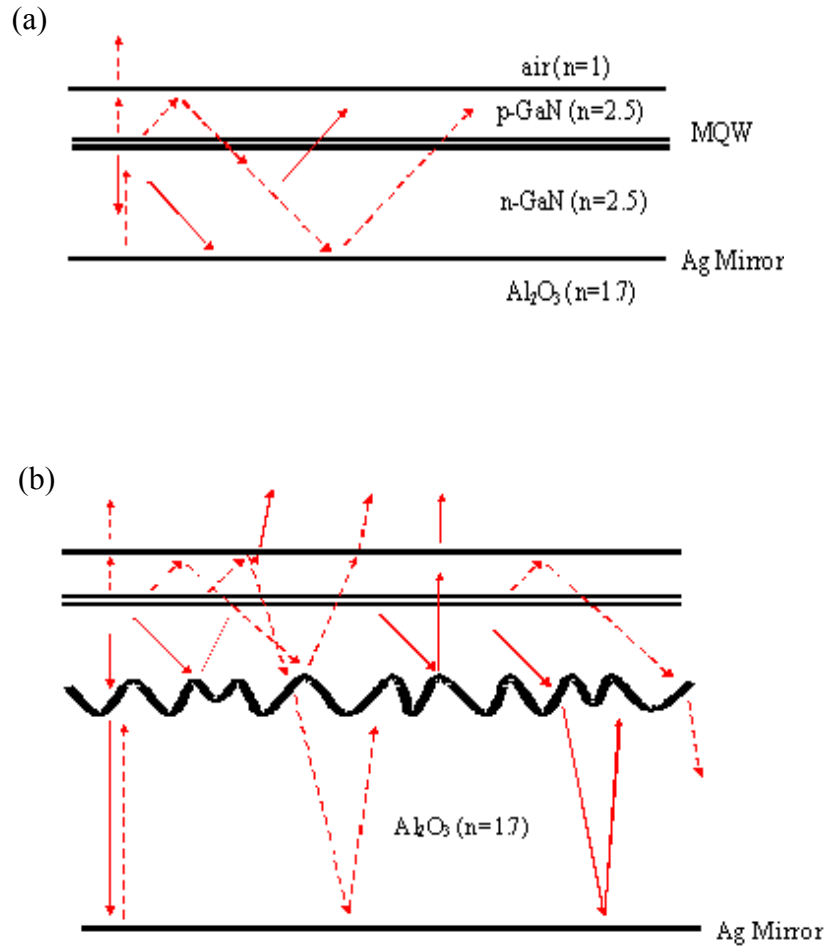 (a)
air (n=1)
p-GaN (n=2.5)
MQW
n-GaN (n=2.5)
Ag Mirror
Al₂O₃ (n=1.7)
(b)
Al₂O₃ (n=1.7)
Ag Mirror